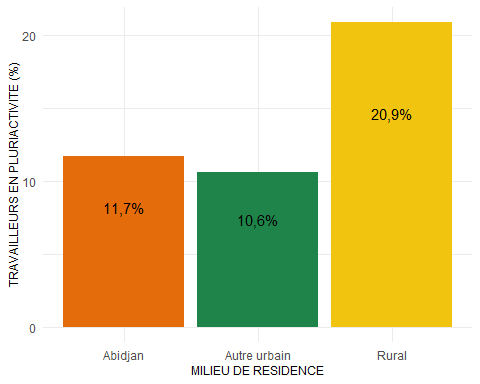 TRAVAILLEURS EN PLURIACTIVITE (%)
20
10
0
11,7%
10,6%
20,9%
Abidjan
Autre urbain
Rural
MILIEU DE RESIDENCE